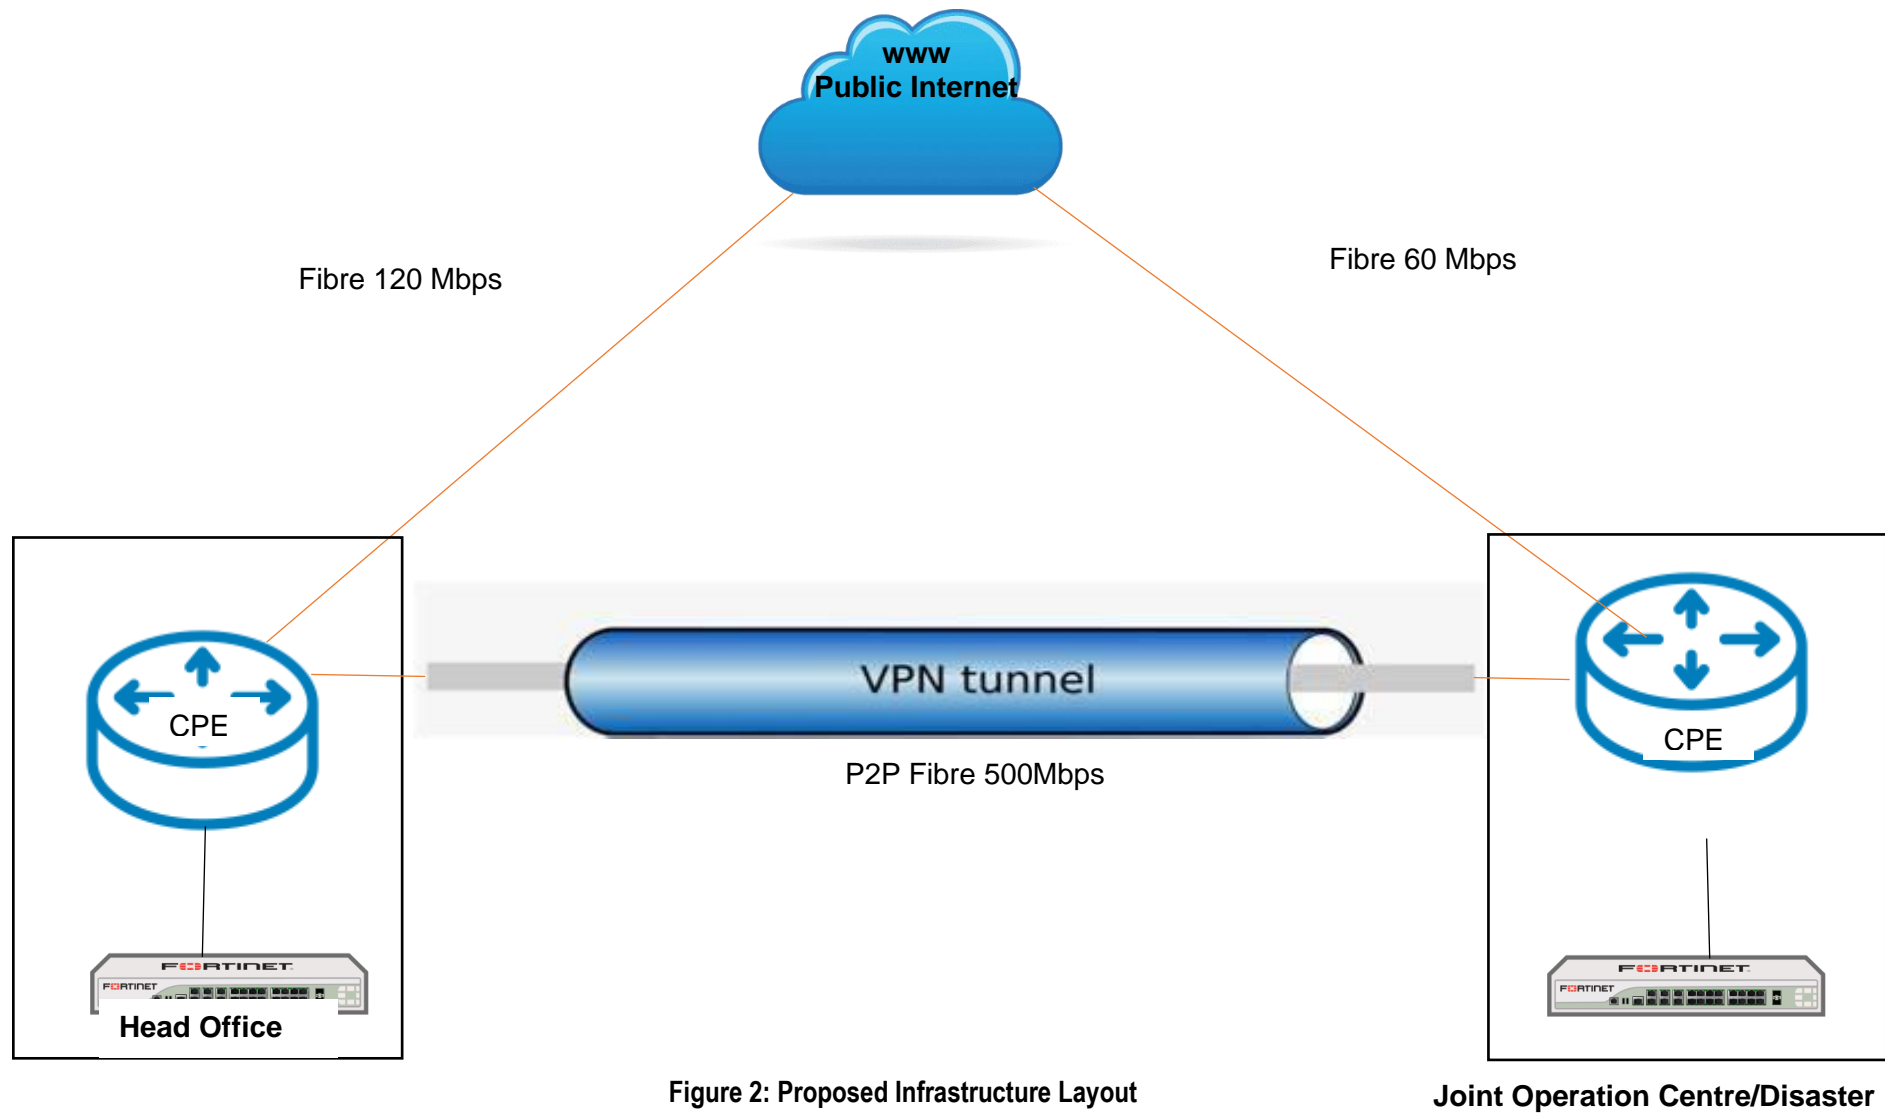 www
Public Internet
Fibre 120 Mbps
Fibre 60 Mbps
VPN tunnel
CPE
CPE
P2P Fibre 500Mbps
FORTINET
FORTINET
Head Office
FORTINET
FORTINET
Figure 2: Proposed Infrastructure Layout
Joint Operation Centre/Disaster